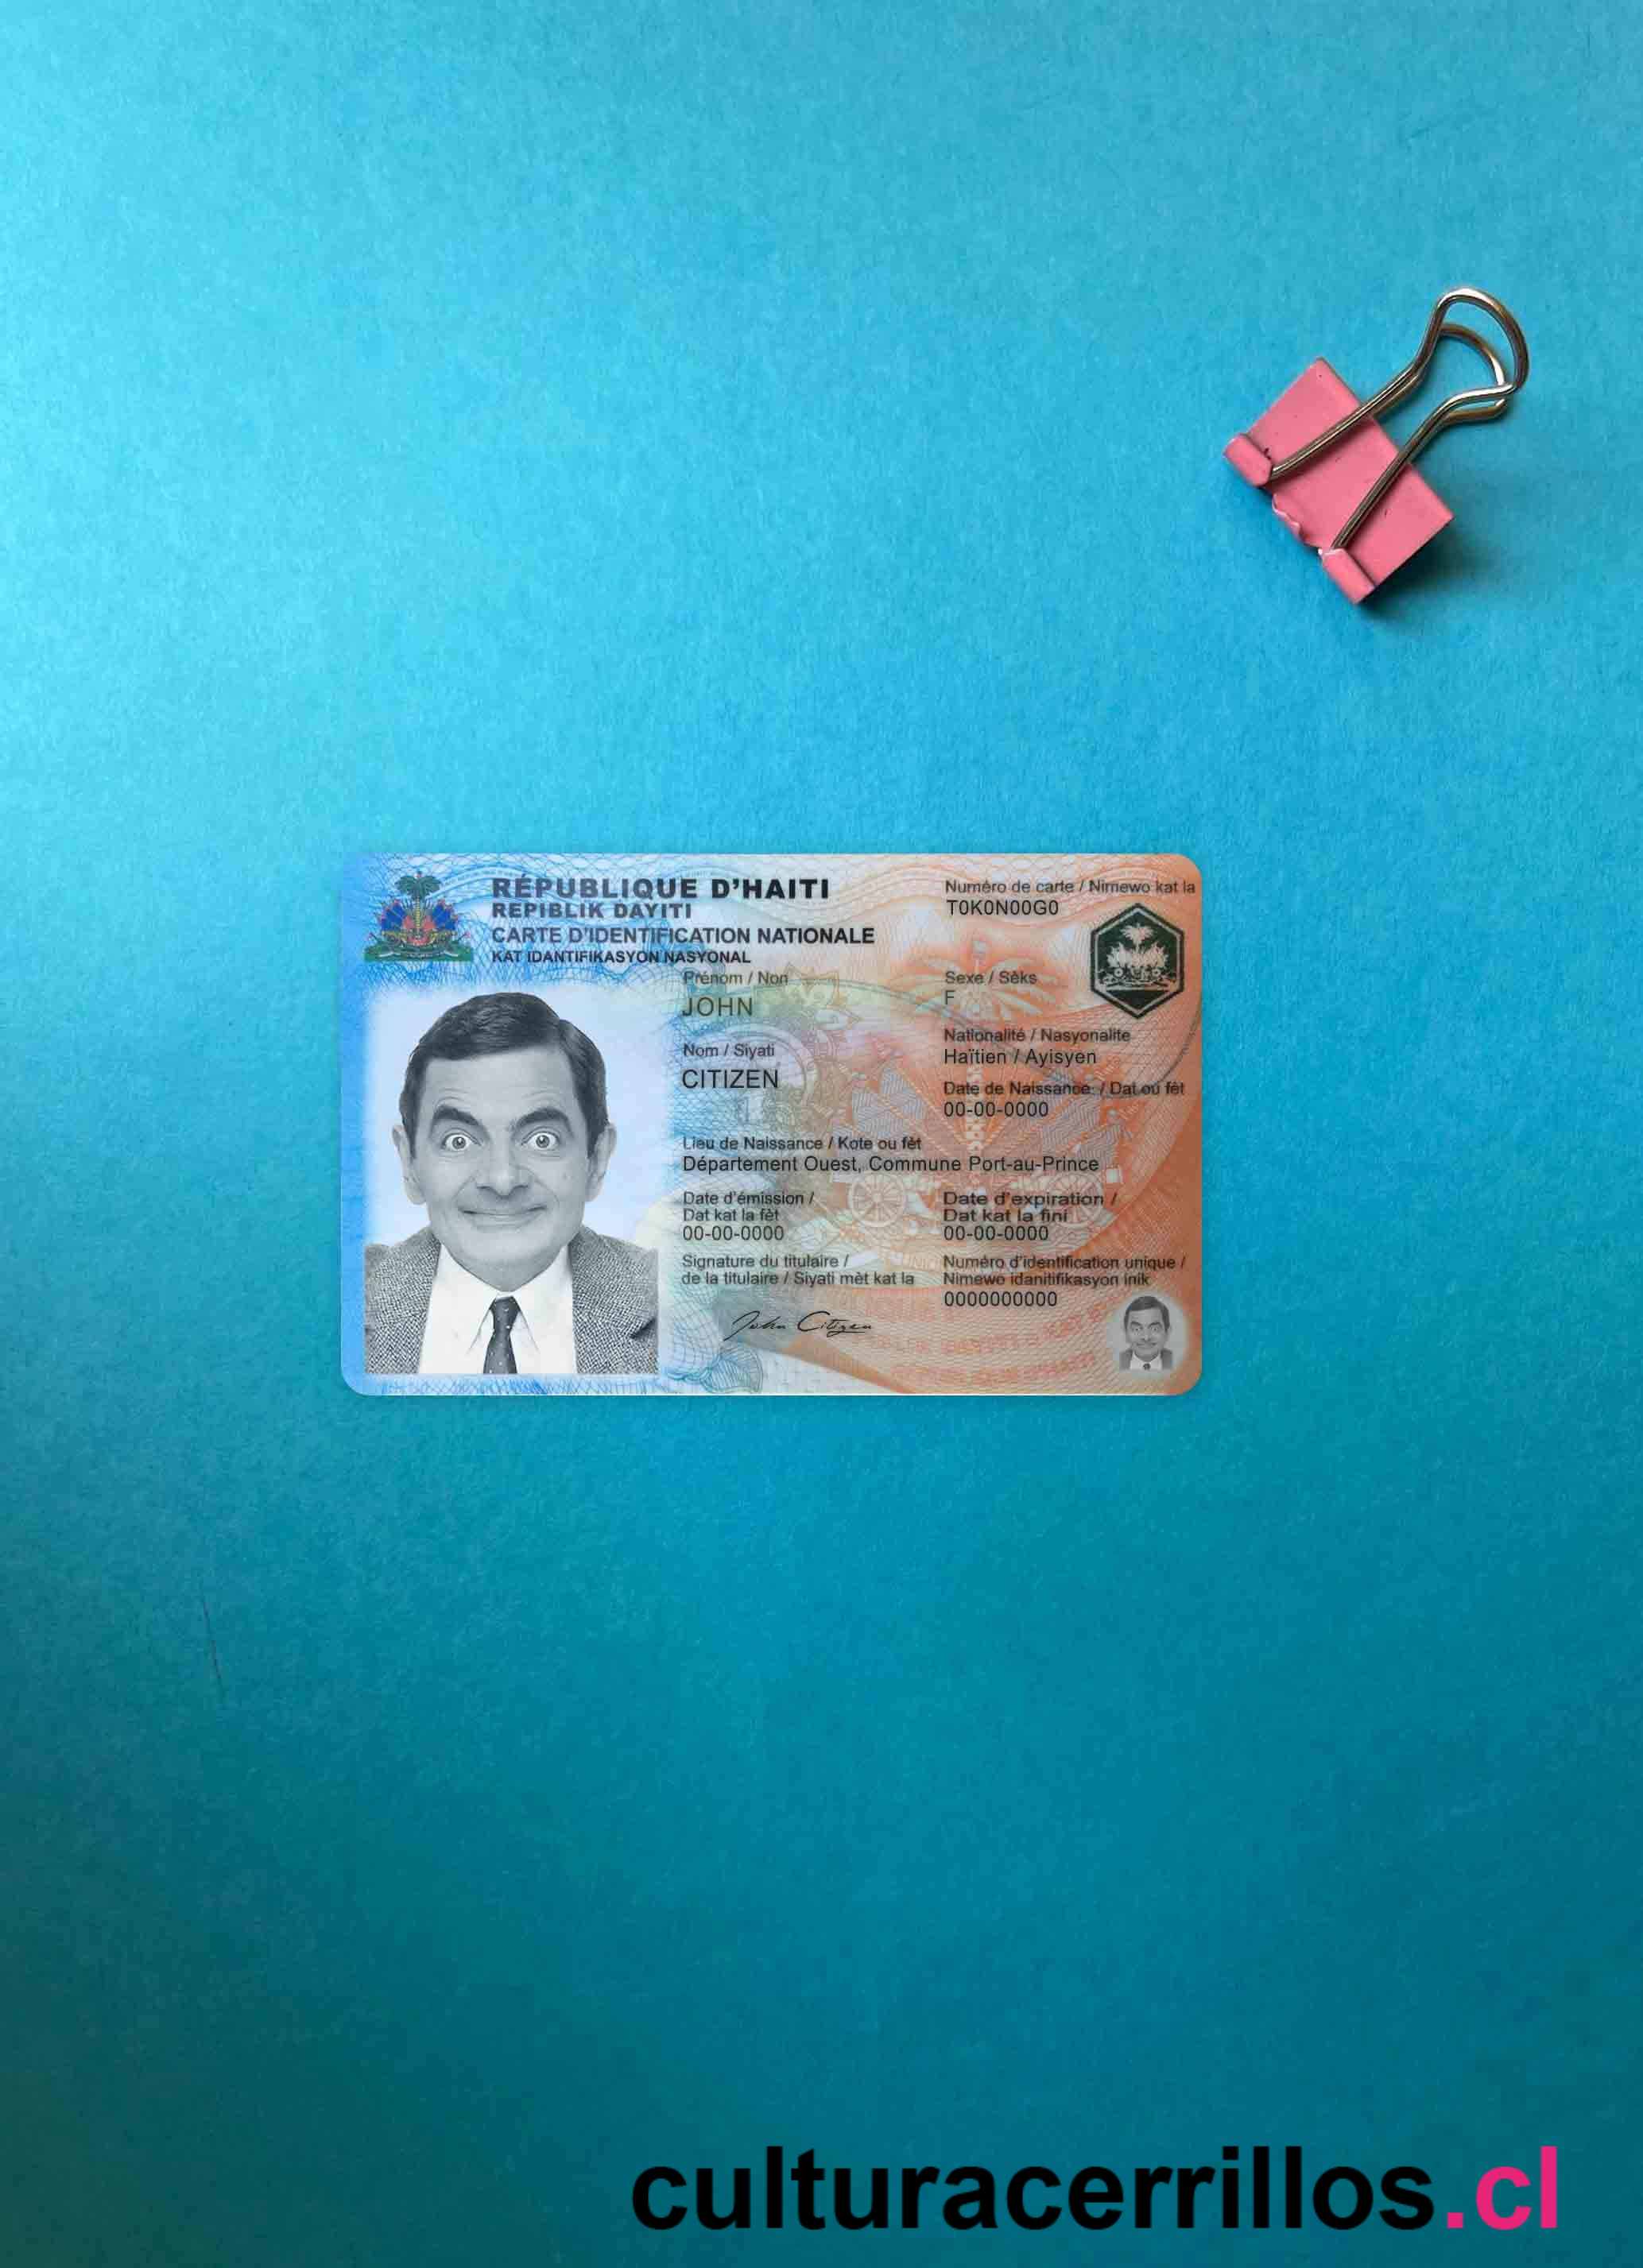 RÉPUBLIQUE D'HAITI
REPIBLIK DAYITI
CARTE D'IDENTIFICATION NATIONALE
KAT IDANTIFIKASYON NASYONAL
Numéro de carte / Nimewo kat la
T0K0N00G0
Prénom / Non
JOHN
Sexe / Sèks
F
Nom / Siyati
CITIZEN
Nationalité / Nasyonalite
Haïtien / Ayisyen
Date de Naissance / Dat ou fèt
00-00-0000
Lieu de Naissance / Kote ou fèt
Département Ouest, Commune Port-au-Prince
Date d'émission /
Dat kat la fèt
00-00-0000
Date d'expiration /
Dat kat la fini
00-00-0000
Signature du titulaire /
de la titulaire / Siyati mèt kat la
John Citizen
Numéro d'identification unique /
Nimewo idanitifikasyon inik
0000000000
culturacerrillos.cl